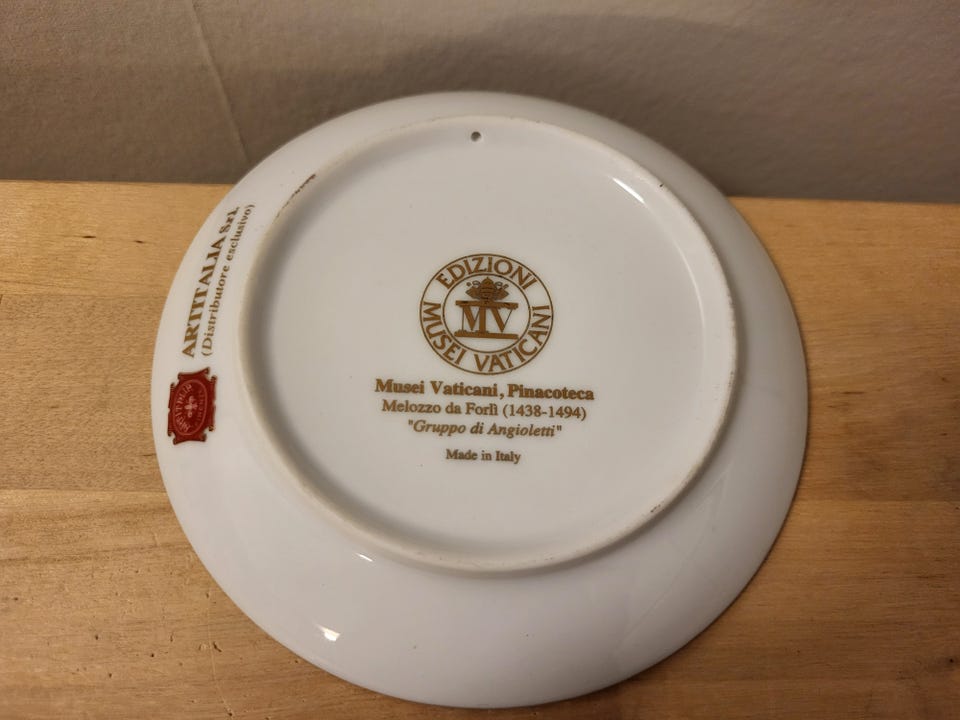 ARTITALIA S.r.l.
(Distributore esclusivo)
EDIZIONI
MV
MUSEI VATICANI
Musei Vaticani, Pinacoteca
Melozzo da Forlì (1438-1494)
"Gruppo di Angioletti"
Made in Italy